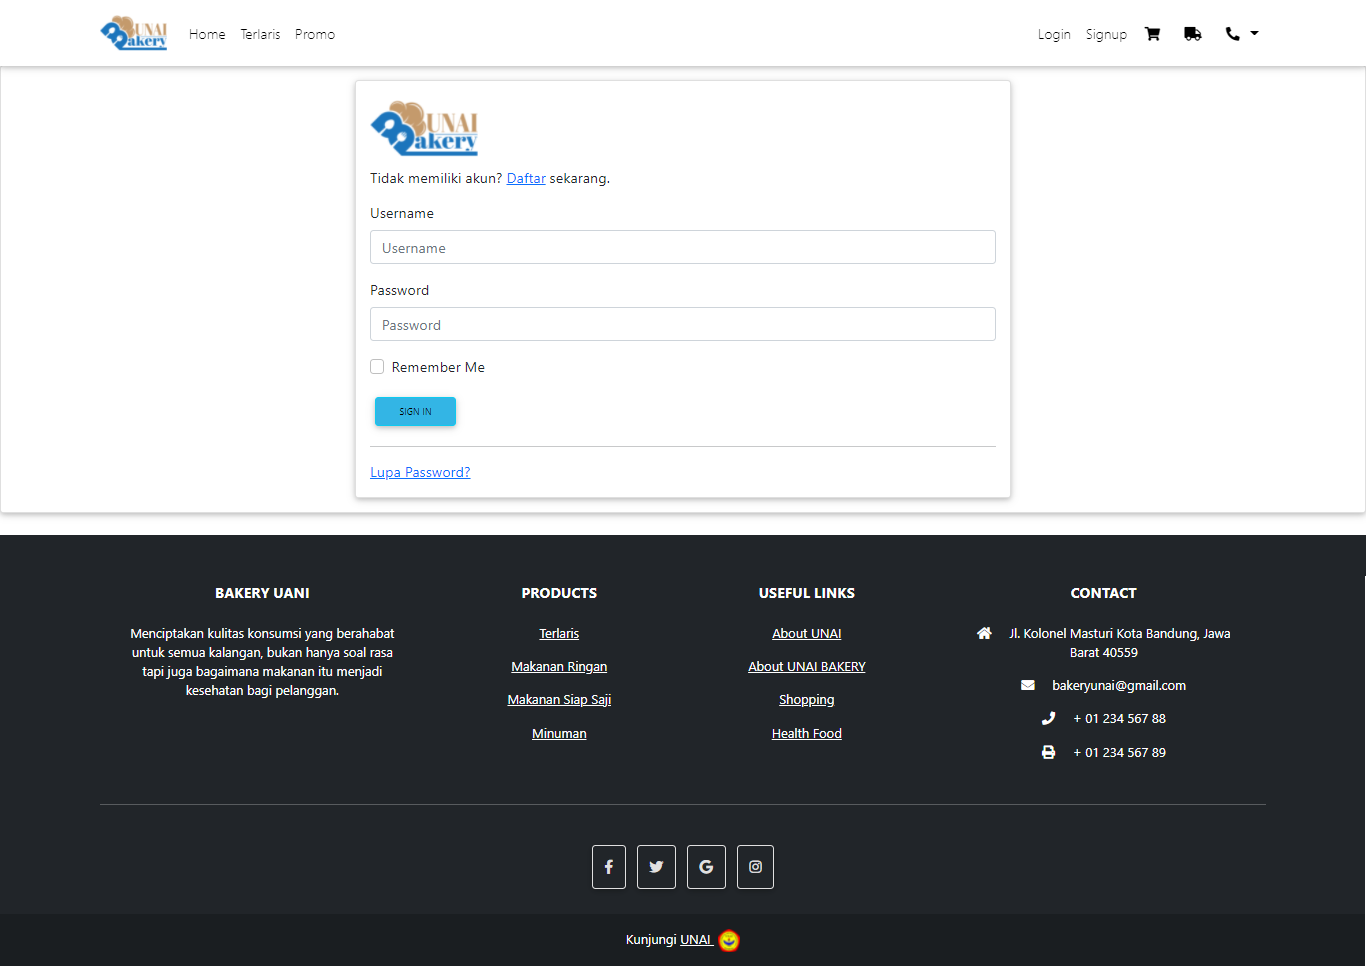 UNAI
Bakery
Home Terlaris Promo
Login Signup
UNAI
Bakery
Tidak memiliki akun? Daftar sekarang.
Username
Username
Password
Password
Remember Me
SIGN IN
Lupa Password?
BAKERY UANI
Menciptakan kulitas konsumsi yang berahabat
untuk semua kalangan, bukan hanya soal rasa
tapi juga bagaimana makanan itu menjadi
kesehatan bagi pelanggan.
PRODUCTS
Terlaris
Makanan Ringan
Makanan Siap Saji
Minuman
USEFUL LINKS
About UNAI
About UNAI BAKERY
Shopping
Health Food
CONTACT
Jl. Kolonel Masturi Kota Bandung, Jawa
Barat 40559
bakeryunai@gmail.com
+ 01 234 567 88
+ 01 234 567 89
Kunjungi UNAI